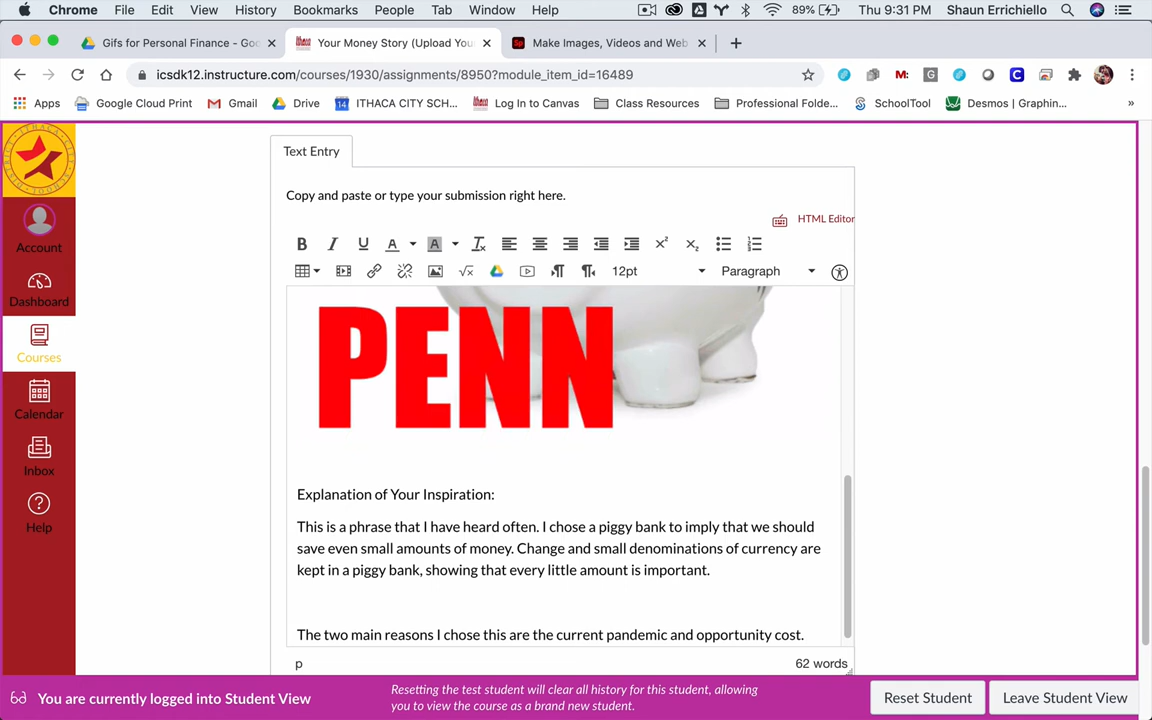 Chrome File Edit View History Bookmarks People Tab Window Help 89% Thu 9:31 PM Shaun Errichiello
Gifs for Personal Finance - Goo Your Money Story (Upload You Make Images, Videos and Web
icsdk12.instructure.com/courses/1930/assignments/8950?module_item_id=16489
Apps Google Cloud Print Gmail Drive ITHACA CITY SCH... Log In to Canvas Class Resources Professional Folde... SchoolTool Desmos | Graphin... »
Account
Dashboard
Courses
Calendar
Inbox
Help
Text Entry
Copy and paste or type your submission right here.
HTML Editor
12pt Paragraph
PENN
Explanation of Your Inspiration:
This is a phrase that I have heard often. I chose a piggy bank to imply that we should
save even small amounts of money. Change and small denominations of currency are
kept in a piggy bank, showing that every little amount is important.
The two main reasons I chose this are the current pandemic and opportunity cost.
p 62 words
You are currently logged into Student View
Resetting the test student will clear all history for this student, allowing
you to view the course as a brand new student.
Reset Student Leave Student View